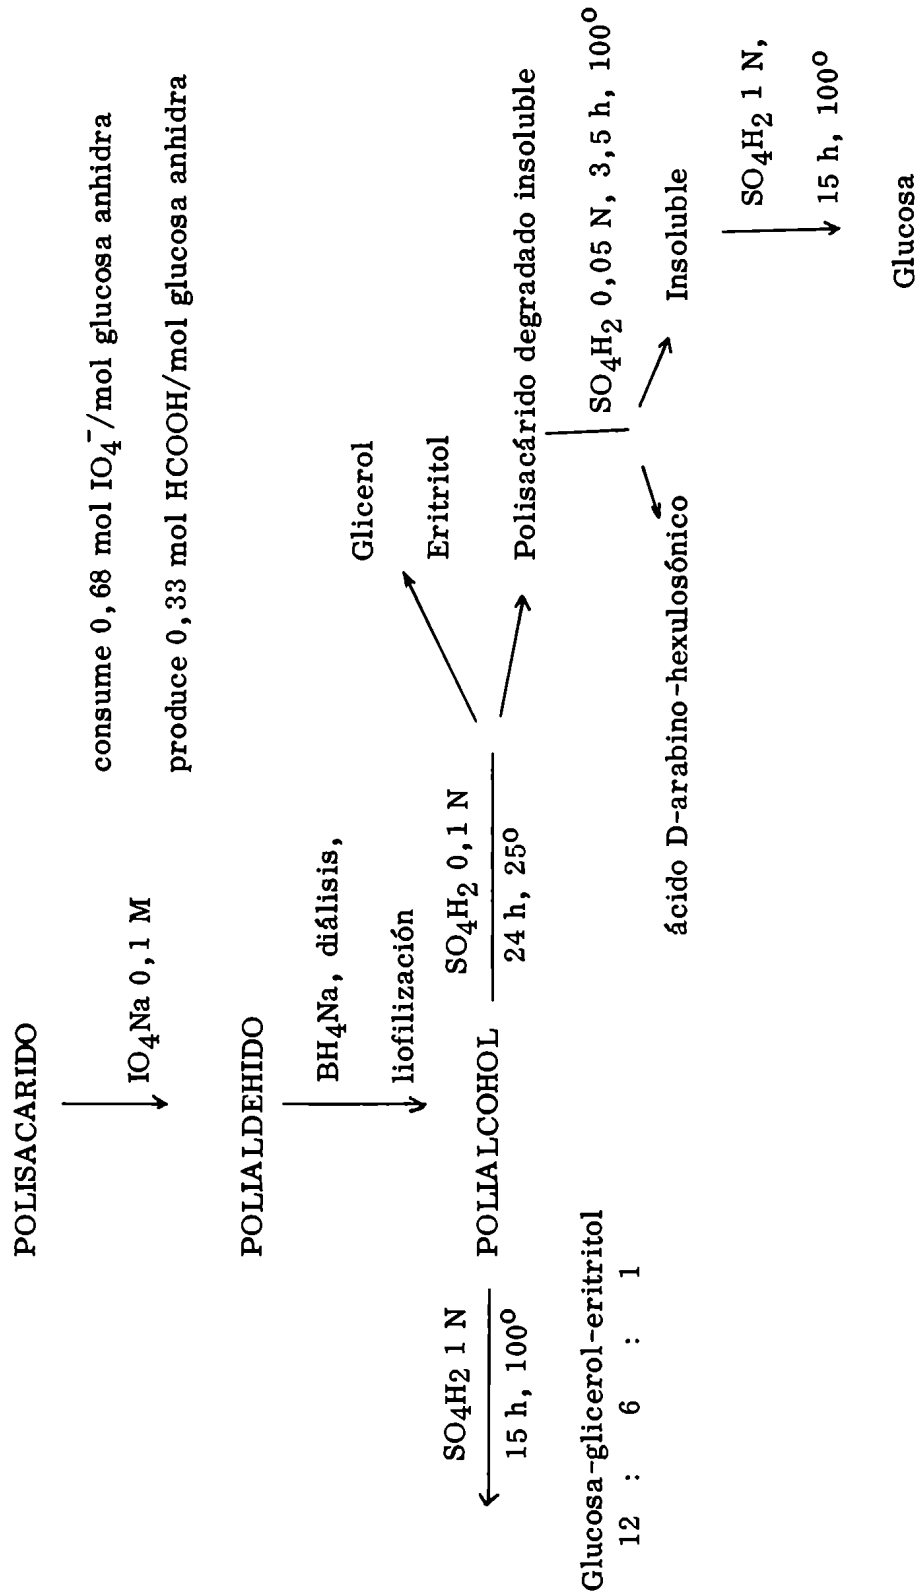 POLISACARIDO
IO4Na 0,1 M
consume 0,68 mol IO4⁻/mol glucosa anhidra
produce 0,33 mol HCOOH/mol glucosa anhidra
POLIALDEHIDO
BH4Na, diálisis,
liofilización
Glicerol
Eritritol
SO4H2 1 N
15 h, 100º
POLIALCOHOL
SO4H2 0,1 N
24 h, 25º
Polisacárido degradado insoluble
SO4H2 0,05 N, 3,5 h, 100º
Glucosa-glicerol-eritritol
12 : 6 : 1
ácido D-arabino-hexulosónico
Insoluble
SO4H2 1 N,
15 h, 100º
Glucosa